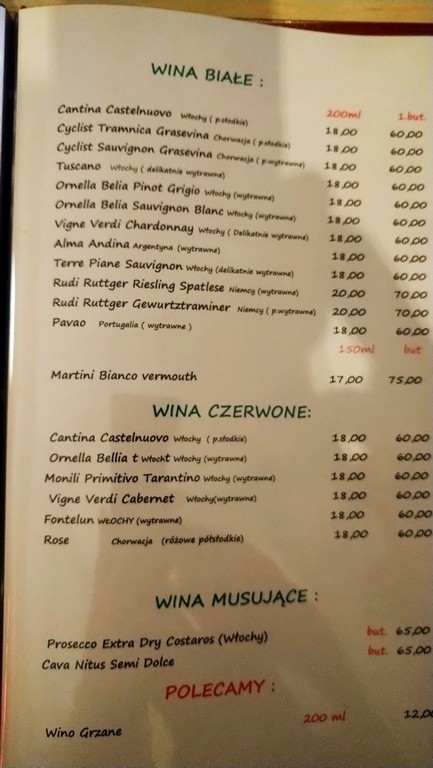 WINA BIAŁE :
200ml 1.but.
Cantina Castelnuovo Włochy ( p.słodkie) 18,00 60,00
Cyclist Tramnica Grasevina Chorwacja ( p.słodkie) 18,00 60,00
Cyclist Sauvignon Grasevina Chorwacja ( p.wytrawne) 18,00 60,00
Tuscano Włochy ( delikatnie wytrawne) 18,00 60,00
Ornella Belia Pinot Grigio Włochy (wytrawne) 18,00 60,00
Ornella Belia Sauvignon Blanc Włochy (wytrawne) 18,00 60,00
Vigne Verdi Chardonnay Włochy ( Delikatnie wytrawne) 18,00 60,00
Alma Andina Argentyna (wytrawne) 18,00 60,00
Terre Piane Sauvignon Włochy (delikatnie wytrawne) 18,00 60,00
Rudi Ruttger Riesling Spatlese Niemcy (wytrawne) 20,00 70,00
Rudi Ruttger Gewurtztraminer Niemcy ( p.wytrawne) 20,00 70,00
Pavao Portugalia ( wytrawne ) 18,00 60,00
150ml but
Martini Bianco vermouth 17,00 75,00
WINA CZERWONE:
Cantina Castelnuovo Włochy ( p.słodkie) 18,00 60,00
Ornella Bellia t Włockt Włochy (wytrawne) 18,00 60,00
Monili Primitivo Tarantino Włochy (wytrawne) 18,00 60,00
Vigne Verdi Cabernet Włochy(wytrawne) 18,00 60,00
Fontelun WŁOCHY (wytrawne) 18,00 60,00
Rose Chorwacja (różowe półsłodkie) 18,00 60,00
WINA MUSUJĄCE :
Prosecco Extra Dry Costaros (Włochy) but. 65,00
Cava Nitus Semi Dolce but. 65,00
POLECAMY :
200 ml
Wino Grzane 12,0